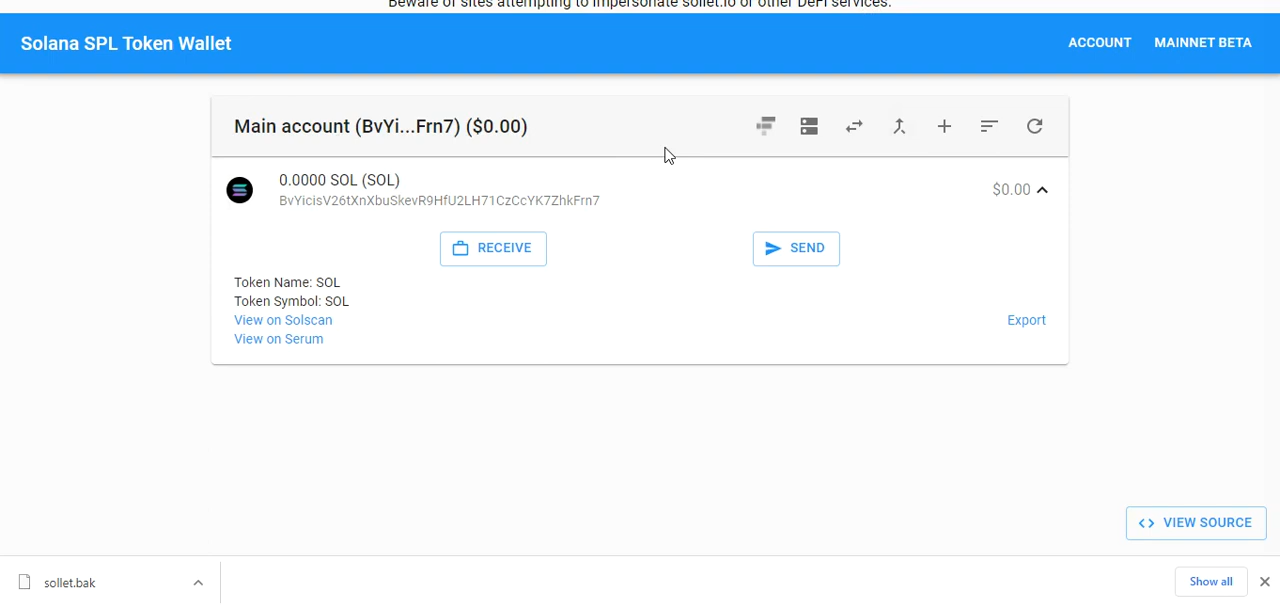 Beware of sites attempting to impersonate sollet.io or other DeFi services.
Solana SPL Token Wallet
ACCOUNT
MAINNET BETA
Main account (BvYi...Frn7) ($0.00)
0.0000 SOL (SOL)
BvYicisV26tXnXbuSkevR9HfU2LH71CzCcYK7ZhkFrn7
$0.00
RECEIVE
SEND
Token Name: SOL
Token Symbol: SOL
View on Solscan
Export
View on Serum
VIEW SOURCE
sollet.bak
Show all